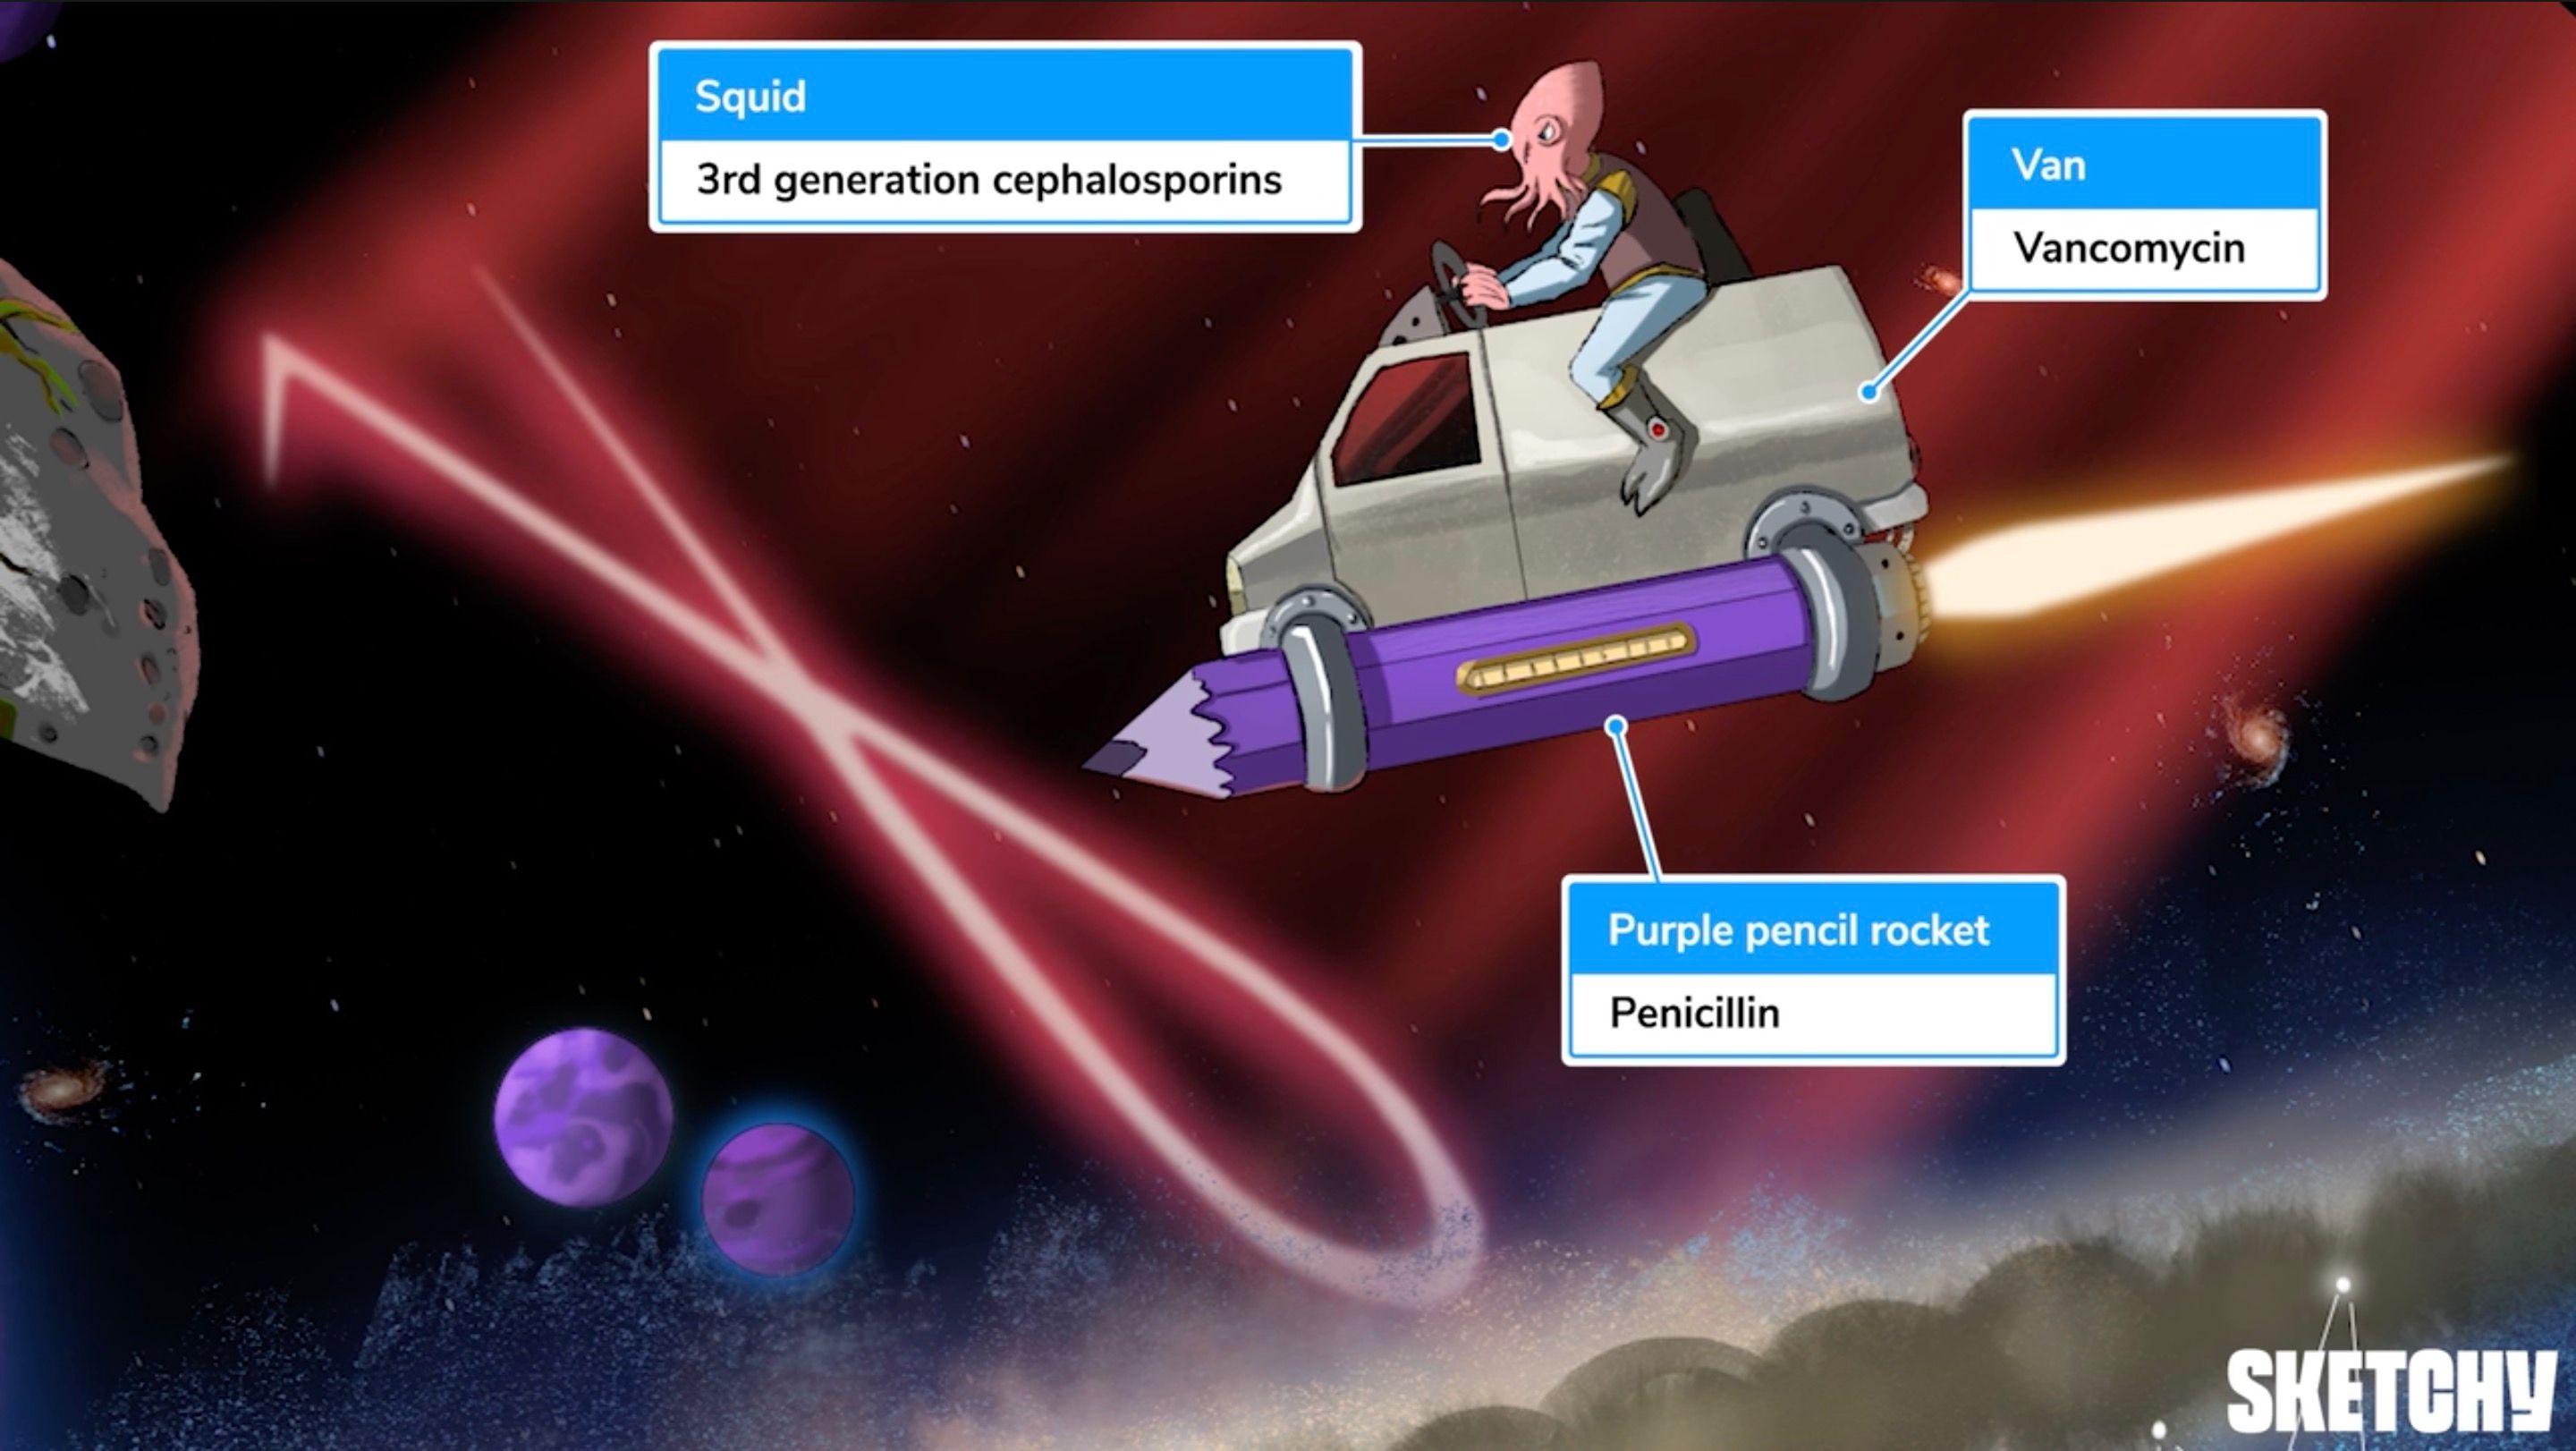 Squid
3rd generation cephalosporins
Van
Vancomycin
Purple pencil rocket
Penicillin
SKETCHY